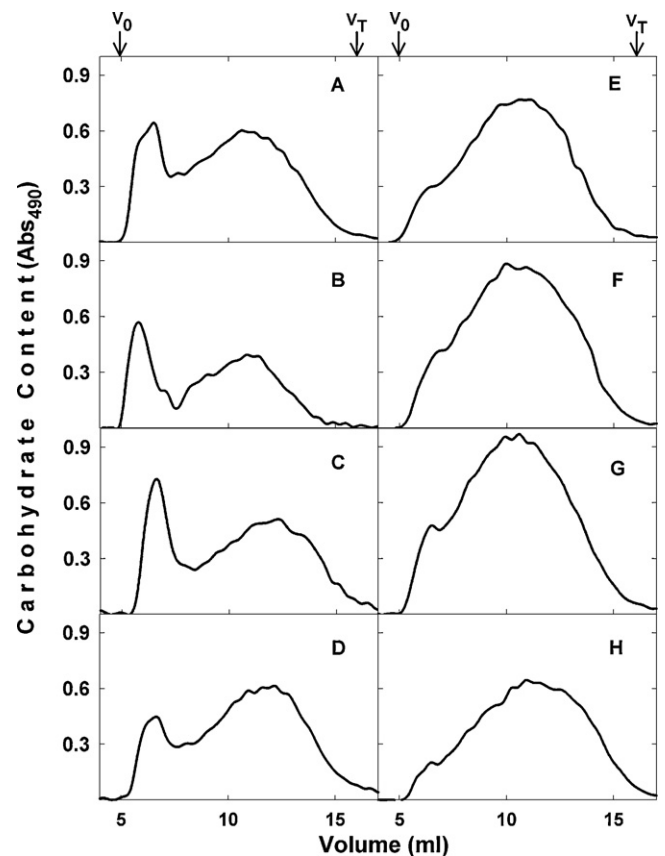 V0 VT V0 VT
0.9 A E
0.6
0.3
0.9 B F
0.6
0.3
0.9 C G
0.6
0.3
0.9 D H
0.6
0.3
5 10 15 5 10 15
Volume (ml)
Carbohydrate Content (Abs490)